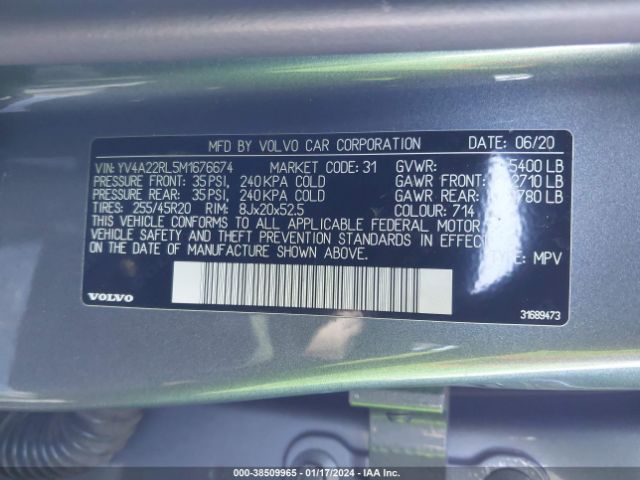 MFD BY VOLVO CAR CORPORATION DATE: 06/20
VIN: YV4A22RL5M1676674 MARKET CODE: 31 GVWR: 5400 LB
PRESSURE FRONT: 35PSI, 240KPA COLD GAWR FRONT: 2710 LB
PRESSURE REAR: 35PSI, 240KPA COLD GAWR REAR: 780 LB
TIRES: 255/45R20 RIM: 8Jx20x52.5 COLOUR: 714
THIS VEHICLE CONFORMS TO ALL APPLICABLE FEDERAL MOTOR
VEHICLE SAFETY AND THEFT PREVENTION STANDARDS IN EFFEC
ON THE DATE OF MANUFACTURE SHOWN ABOVE. TYPE: MPV
VOLVO 31689473
000-38509965 - 01/17/2024 - IAA Inc.